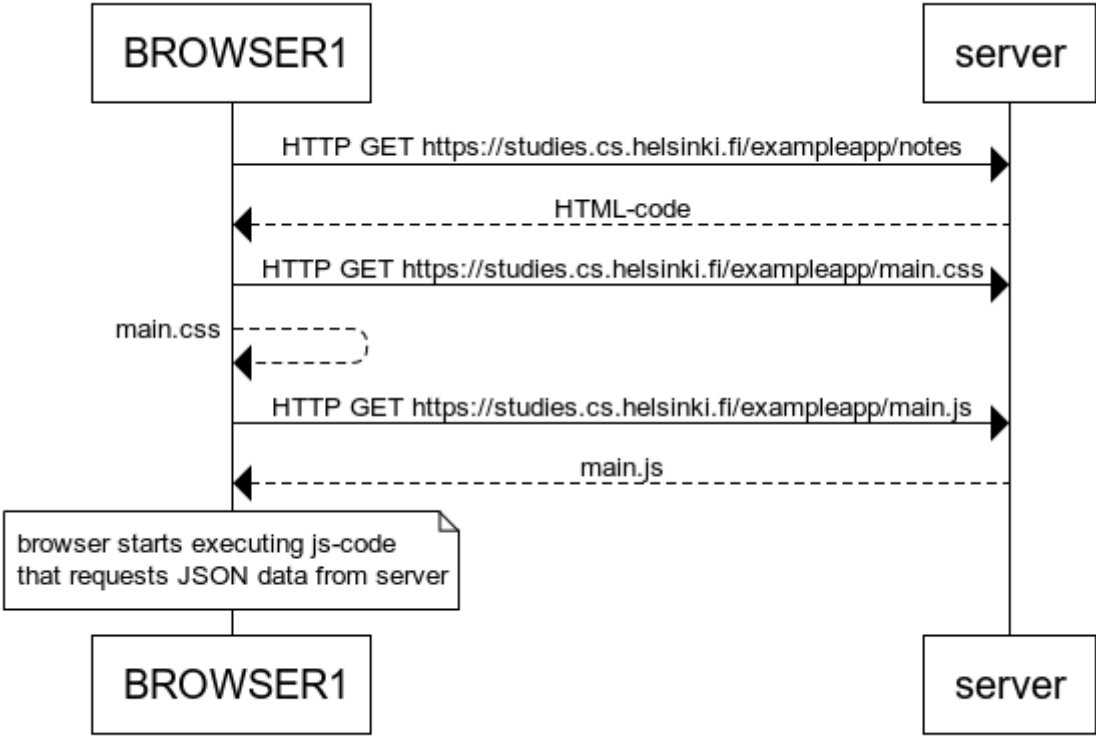 BROWSER1
server
HTTP GET https://studies.cs.helsinki.fi/exampleapp/notes
HTML-code
HTTP GET https://studies.cs.helsinki.fi/exampleapp/main.css
main.css
HTTP GET https://studies.cs.helsinki.fi/exampleapp/main.js
main.js
browser starts executing js-code
that requests JSON data from server
BROWSER1
server